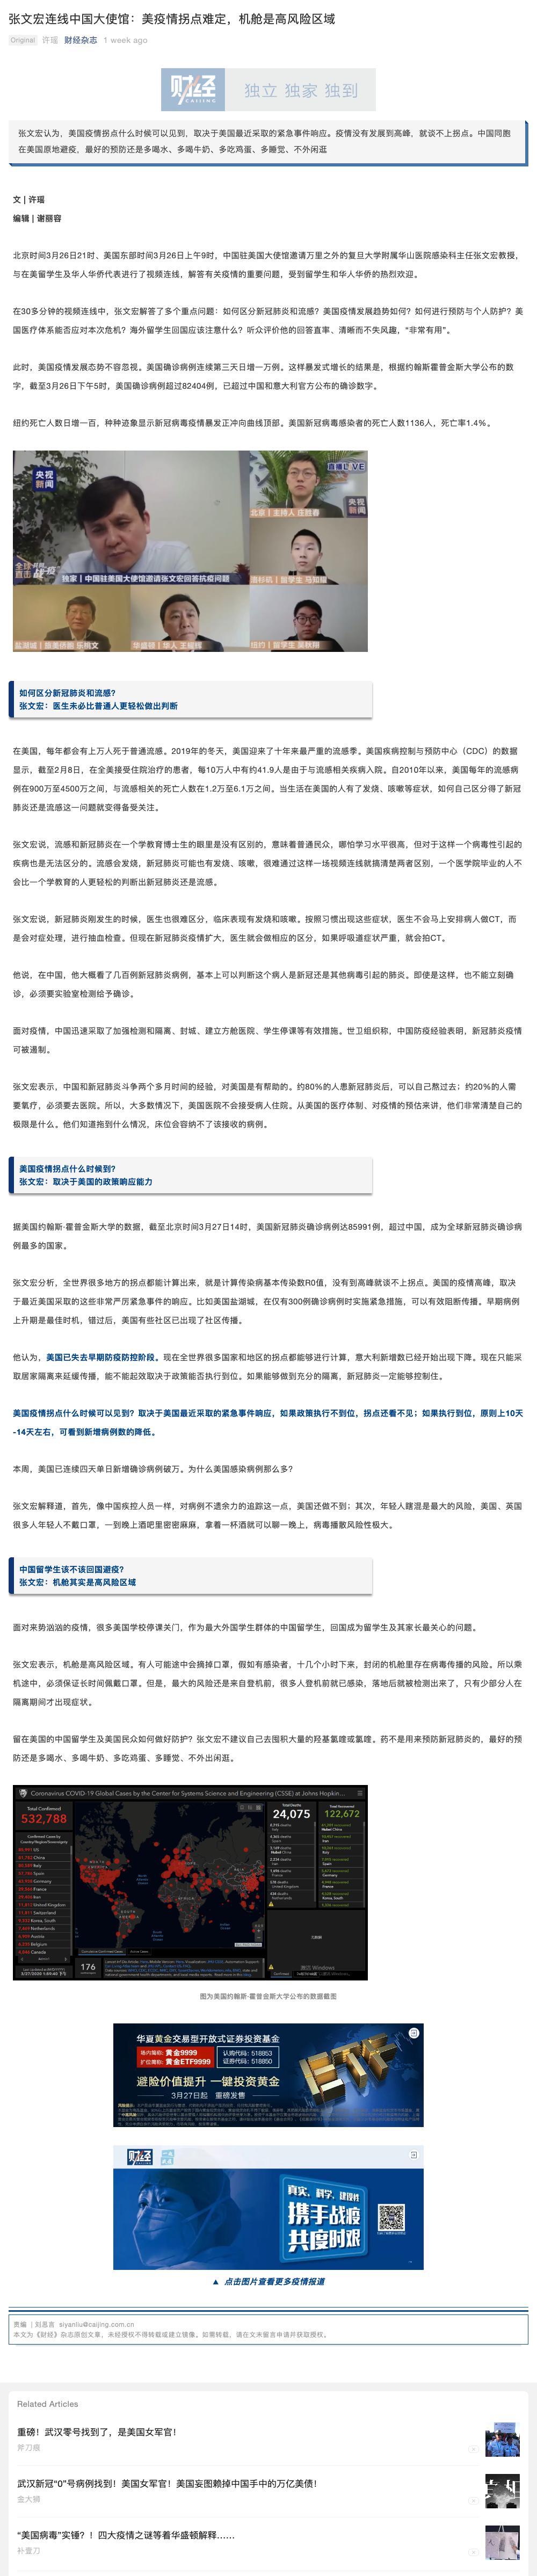 张文宏连线中国大使馆：美疫情拐点难定，机舱是高风险区域
Original 许瑶 财经杂志 1 week ago
财经 CAIJING 独立 独家 独到
张文宏认为，美国疫情拐点什么时候可以见到，取决于美国最近采取的紧急事件响应。疫情没有发展到高峰，就谈不上拐点。中国同胞
在美国原地避疫，最好的预防还是多喝水、多喝牛奶、多吃鸡蛋、多睡觉、不外闲逛
文 | 许瑶
编辑 | 谢丽容
北京时间3月26日21时、美国东部时间3月26日上午9时，中国驻美国大使馆邀请万里之外的复旦大学附属华山医院感染科主任张文宏教授，
与在美留学生及华人华侨代表进行了视频连线，解答有关疫情的重要问题，受到留学生和华人华侨的热烈欢迎。
在30多分钟的视频连线中，张文宏解答了多个重点问题：如何区分新冠肺炎和流感？美国疫情发展趋势如何？如何进行预防与个人防护？美
国医疗体系能否应对本次危机？海外留学生回国应该注意什么？听众评价他的回答直率、清晰而不失风趣，“非常有用”。
此时，美国疫情发展态势不容忽视。美国确诊病例连续第三天日增一万例。这样暴发式增长的结果是，根据约翰斯霍普金斯大学公布的数
字，截至3月26日下午5时，美国确诊病例超过82404例，已超过中国和意大利官方公布的确诊数字。
纽约死亡人数日增一百，种种迹象显示新冠病毒疫情暴发正冲向曲线顶部。美国新冠病毒感染者的死亡人数1136人，死亡率1.4%。
央视新闻
直播LIVE
央视新闻
北京 | 主持人
全球直击 战·疫
独家 | 中国驻美国大使馆邀请张文宏回答抗疫问题
洛杉矶 | 留学生
盐湖城
华盛顿 | 华人
纽约 | 留学生
如何区分新冠肺炎和流感？
张文宏：医生未必比普通人更轻松做出判断
在美国，每年都会有上万人死于普通流感。2019年的冬天，美国迎来了十年来最严重的流感季。美国疾病控制与预防中心（CDC）的数据
显示，截至2月8日，在全美接受住院治疗的患者，每10万人中有约41.9人是由于与流感相关疾病入院。自2010年以来，美国每年的流感病
例在900万至4500万之间，与流感相关的死亡人数在1.2万至6.1万之间。当生活在美国的人有了发烧、咳嗽等症状，如何自己区分得了新冠
肺炎还是流感这一问题就变得备受关注。
张文宏说，流感和新冠肺炎在一个学教育博士生的眼里是没有区别的，意味着普通民众，哪怕学习水平很高，但对于这样一个病毒性引起的
疾病也是无法区分的。流感会发烧，新冠肺炎可能也有发烧、咳嗽，很难通过这样一场视频连线就搞清楚两者区别，一个医学院毕业的人不
会比一个学教育的人更轻松的判断出新冠肺炎还是流感。
张文宏说，新冠肺炎刚发生的时候，医生也很难区分，临床表现有发烧和咳嗽。按照习惯出现这些症状，医生不会马上安排病人做CT，而
是会对症处理，进行抽血检查。但现在新冠肺炎疫情扩大，医生就会做相应的区分，如果呼吸道症状严重，就会拍CT。
他说，在中国，他大概看了几百例新冠肺炎病例，基本上可以判断这个病人是新冠还是其他病毒引起的肺炎。即使是这样，也不能立刻确
诊，必须要实验室检测给予确诊。
面对疫情，中国迅速采取了加强检测和隔离、封城、建立方舱医院、学生停课等有效措施。世卫组织称，中国防疫经验表明，新冠肺炎疫情
可被遏制。
张文宏表示，中国和新冠肺炎斗争两个多月时间的经验，对美国是有帮助的。约80%的人患新冠肺炎后，可以自己熬过去；约20%的人需
要氧疗，必须要去医院。所以，大多数情况下，美国医院不会接受病人住院。从美国的医疗体制、对疫情的预估来讲，他们非常清楚自己的
极限是什么。他们知道拖到什么情况，床位会容纳不了该接收的病例。
美国疫情拐点什么时候到？
张文宏：取决于美国的政策响应能力
据美国约翰斯·霍普金斯大学的数据，截至北京时间3月27日14时，美国新冠肺炎确诊病例达85991例，超过中国，成为全球新冠肺炎确诊病
例最多的国家。
张文宏分析，全世界很多地方的拐点都能计算出来，就是计算传染病基本传染数R0值，没有到高峰就谈不上拐点。美国的疫情高峰，取决
于最近美国采取的这些非常严厉紧急事件的响应。比如美国盐湖城，在仅有300例确诊病例时实施紧急措施，可以有效阻断传播。早期病例
上升期是最佳时机，错过后，美国有些社区已出现了社区传播。
他认为，美国已失去早期防疫防控阶段。现在全世界很多国家和地区的拐点都能够进行计算，意大利新增数已经开始出现下降。现在只能采
取居家隔离来延缓传播，能不能起效取决于政策能否执行到位。如果能够做到充分的隔离，新冠肺炎一定能够控制住。
美国疫情拐点什么时候可以见到？取决于美国最近采取的紧急事件响应，如果政策执行不到位，拐点还看不见；如果执行到位，原则上10天
-14天左右，可看到新增病例数的降低。
本周，美国已连续四天单日新增确诊病例破万。为什么美国感染病例那么多？
张文宏解释道，首先，像中国疾控人员一样，对病例不遗余力的追踪这一点，美国还做不到；其次，年轻人瞎混是最大的风险，美国、英国
很多人年轻人不戴口罩，一到晚上酒吧里密密麻麻，拿着一杯酒就可以聊一晚上，病毒播散风险性极大。
中国留学生该不该回国避疫？
张文宏：机舱其实是高风险区域
面对来势汹汹的疫情，很多美国学校停课关门，作为最大外国学生群体的中国留学生，回国成为留学生及其家长最关心的问题。
张文宏表示，机舱是高风险区域。有人可能途中会摘掉口罩，假如有感染者，十几个小时下来，封闭的机舱里存在病毒传播的风险。所以乘
机途中，必须保证长时间佩戴口罩。但是，最大的风险还是来自登机前，很多人登机前就已感染，落地后就被检测出来了，只有少部分人在
隔离期间才出现症状。
留在美国的中国留学生及美国民众如何做好防护？张文宏不建议自己去囤积大量的羟基氯喹或氯喹。药不是用来预防新冠肺炎的，最好的预
防还是多喝水、多喝牛奶、多吃鸡蛋、多睡觉、不外出闲逛。
Coronavirus COVID-19 Global Cases by the Center for Systems Science and Engineering (CSSE) at Johns Hopkin...
Total Confirmed
532,788
Confirmed Cases by Country/Region/Sovereignty
Total Deaths
24,075
Total Recovered
122,672
176
图为美国约翰斯·霍普金斯大学公布的数据截图
华夏黄金交易型开放式证券投资基金
场内简称: 黄金9999
扩位简称: 黄金ETF9999
认购代码: 518853
证券代码: 518850
避险价值提升 一键投资黄金
3月27日起 重磅发售
财经
真实、科学、建设性
携手战疫
共度时艰
▲ 点击图片查看更多疫情报道
责编 | 刘思言 siyanliu@caijing.com.cn
本文为《财经》杂志原创文章，未经授权不得转载或建立镜像。如需转载，请在文末留言申请并获取授权。
Related Articles
重磅！武汉零号找到了，是美国女军官！
斧刀棍
武汉新冠“0”号病例找到！美国女军官！美国妄图赖掉中国手中的万亿美债！
金大狮
“美国病毒”实锤？！四大疫情之谜等着华盛顿解释……
补壹刀